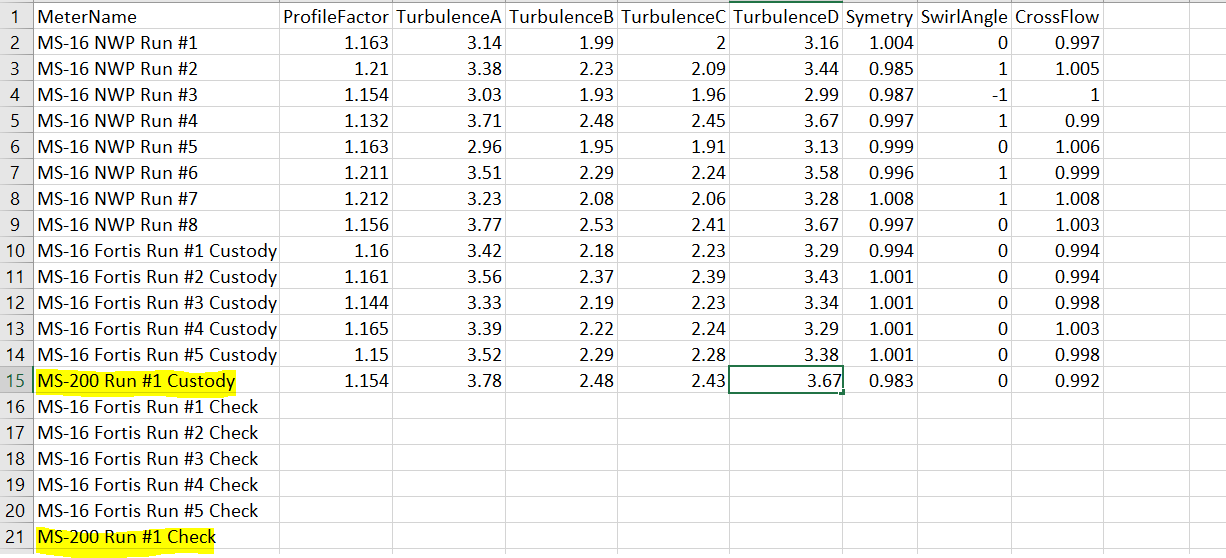 1 MeterName ProfileFactor TurbulenceA TurbulenceB TurbulenceC TurbulenceD Symetry SwirlAngle CrossFlow
2 MS-16 NWP Run #1 1.163 3.14 1.99 2 3.16 1.004 0 0.997
3 MS-16 NWP Run #2 1.21 3.38 2.23 2.09 3.44 0.985 1 1.005
4 MS-16 NWP Run #3 1.154 3.03 1.93 1.96 2.99 0.987 -1 1
5 MS-16 NWP Run #4 1.132 3.71 2.48 2.45 3.67 0.997 1 0.99
6 MS-16 NWP Run #5 1.163 2.96 1.95 1.91 3.13 0.999 0 1.006
7 MS-16 NWP Run #6 1.211 3.51 2.29 2.24 3.58 0.996 1 0.999
8 MS-16 NWP Run #7 1.212 3.23 2.08 2.06 3.28 1.008 1 1.008
9 MS-16 NWP Run #8 1.156 3.77 2.53 2.41 3.67 0.997 0 1.003
10 MS-16 Fortis Run #1 Custody 1.16 3.42 2.18 2.23 3.29 0.994 0 0.994
11 MS-16 Fortis Run #2 Custody 1.161 3.56 2.37 2.39 3.43 1.001 0 0.994
12 MS-16 Fortis Run #3 Custody 1.144 3.33 2.19 2.23 3.34 1.001 0 0.998
13 MS-16 Fortis Run #4 Custody 1.165 3.39 2.22 2.24 3.29 1.001 0 1.003
14 MS-16 Fortis Run #5 Custody 1.15 3.52 2.29 2.28 3.38 1.001 0 0.998
15 MS-200 Run #1 Custody 1.154 3.78 2.48 2.43 3.67 0.983 0 0.992
16 MS-16 Fortis Run #1 Check
17 MS-16 Fortis Run #2 Check
18 MS-16 Fortis Run #3 Check
19 MS-16 Fortis Run #4 Check
20 MS-16 Fortis Run #5 Check
21 MS-200 Run #1 Check